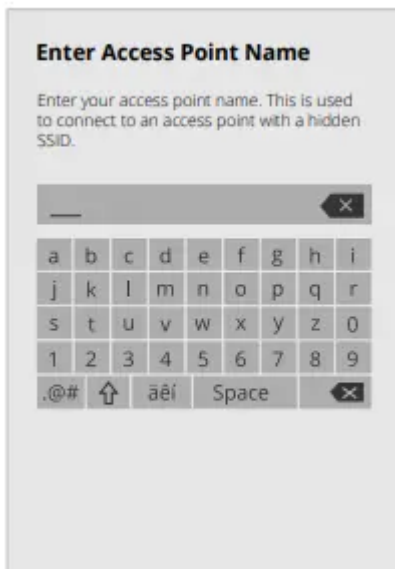 Enter Access Point Name
Enter your access point name. This is used
to connect to an access point with a hidden
SSID.
a b c d e f g h i
j k l m n o p q r
s t u v w x y z 0
1 2 3 4 5 6 7 8 9
.@# äêí Space